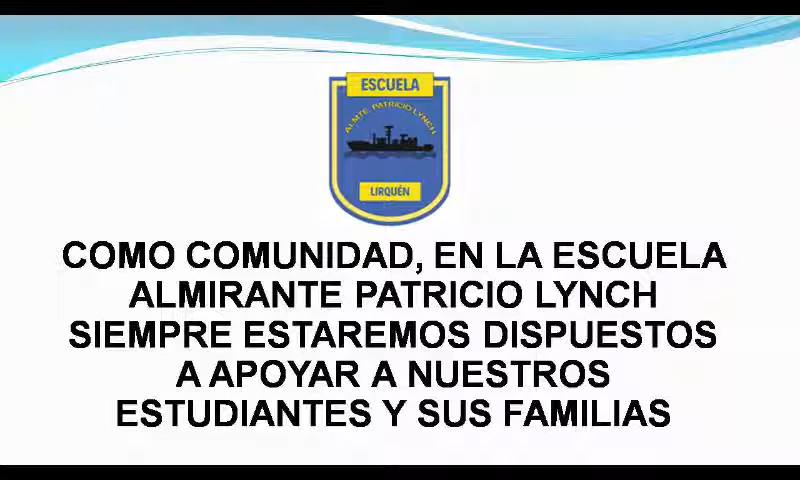 ESCUELA
ALMTE. PATRICIO LYNCH
LIRQUÉN
COMO COMUNIDAD, EN LA ESCUELA
ALMIRANTE PATRICIO LYNCH
SIEMPRE ESTAREMOS DISPUESTOS
A APOYAR A NUESTROS
ESTUDIANTES Y SUS FAMILIAS